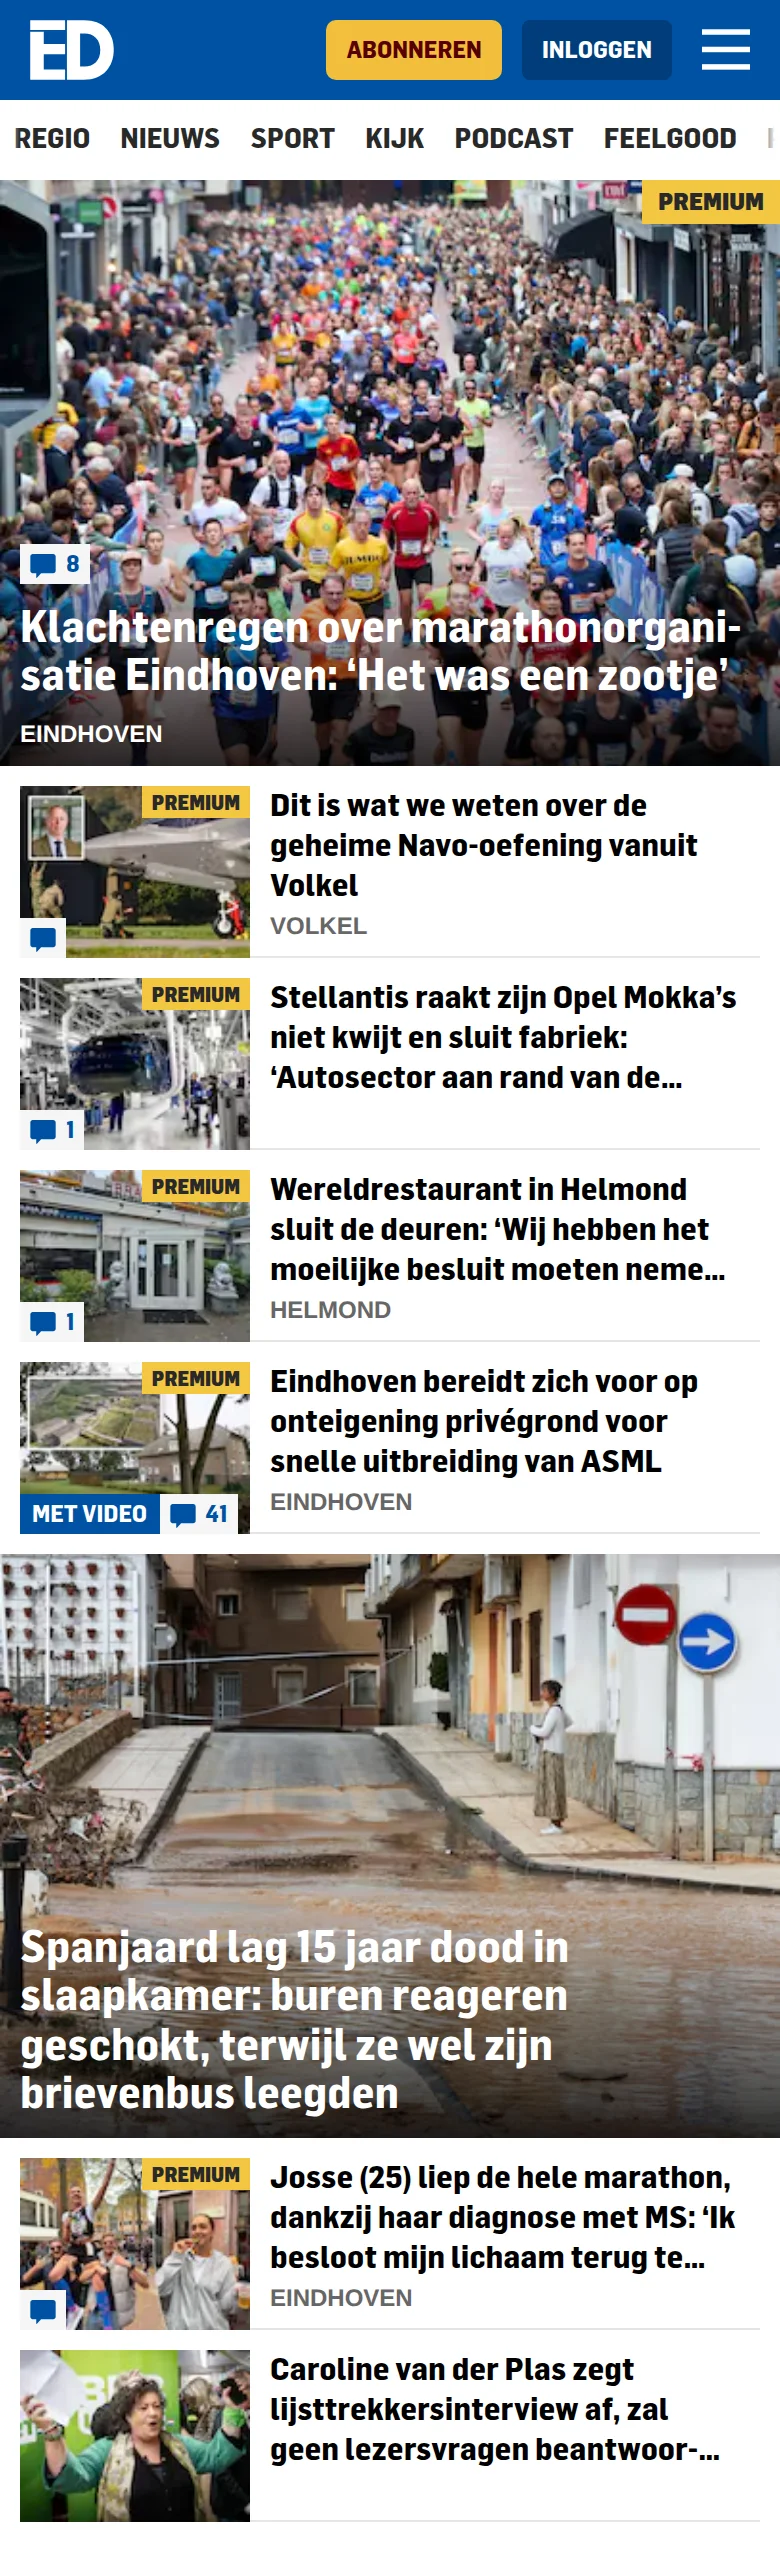 ED
ABONNEREN
INLOGGEN
REGIO NIEUWS SPORT KIJK PODCAST FEELGOOD
PREMIUM
8
Klachtenregen over marathonorgani-
satie Eindhoven: ‘Het was een zootje’
EINDHOVEN
PREMIUM
Dit is wat we weten over de
geheime Navo-oefening vanuit
Volkel
VOLKEL
PREMIUM
1
Stellantis raakt zijn Opel Mokka’s
niet kwijt en sluit fabriek:
‘Autosector aan rand van de...
PREMIUM
1
Wereldrestaurant in Helmond
sluit de deuren: ‘Wij hebben het
moeilijke besluit moeten neme...
HELMOND
PREMIUM
MET VIDEO
41
Eindhoven bereidt zich voor op
onteigening privégrond voor
snelle uitbreiding van ASML
EINDHOVEN
Spanjaard lag 15 jaar dood in
slaapkamer: buren reageren
geschokt, terwijl ze wel zijn
brievenbus leegden
PREMIUM
Josse (25) liep de hele marathon,
dankzij haar diagnose met MS: ‘Ik
besloot mijn lichaam terug te...
EINDHOVEN
Caroline van der Plas zegt
lijsttrekkersinterview af, zal
geen lezersvragen beantwoor-...